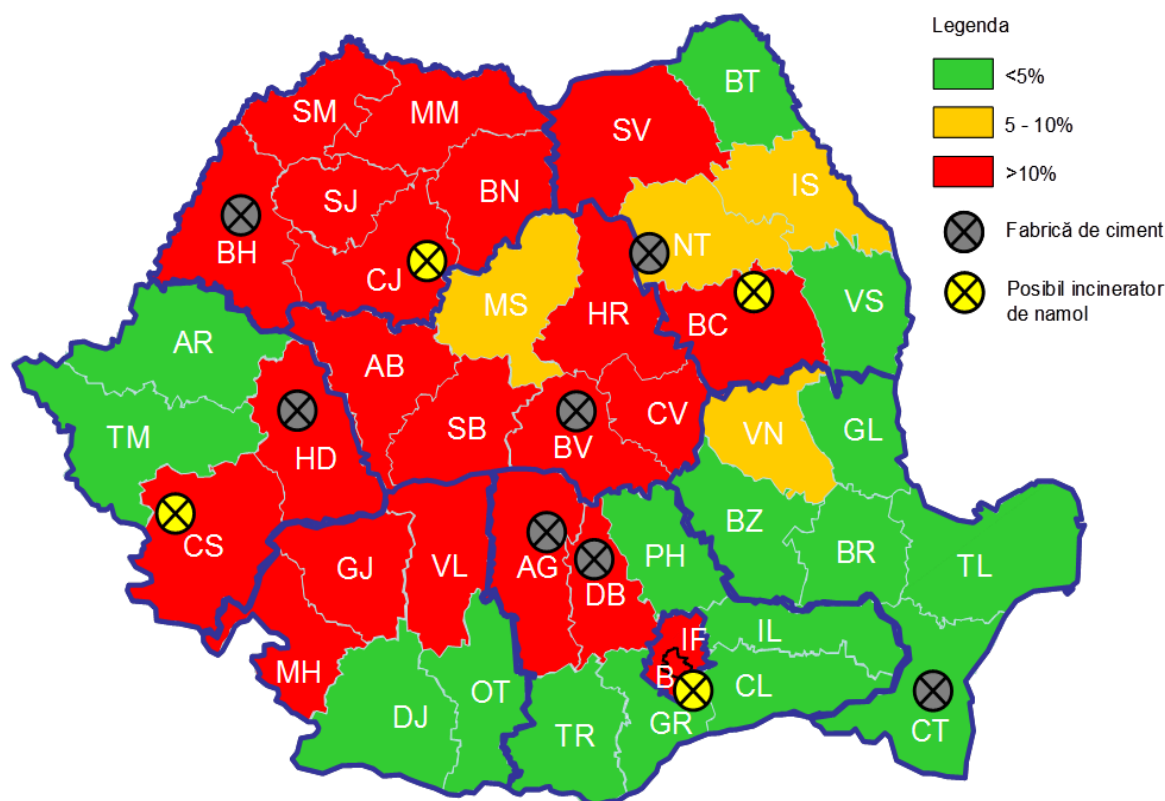 Legenda
<5%
5 - 10%
>10%
Fabrică de ciment
Posibil incinerator
de namol
BT
SM
MM
SV
IS
SJ
BN
BH
NT
CJ
MS
HR
BC
VS
AR
AB
SB
CV
BV
VN
GL
TM
HD
CS
BZ
BR
TL
GJ
VL
AG
DB
PH
IF
IL
MH
B
CL
OT
DJ
TR
GR
CT